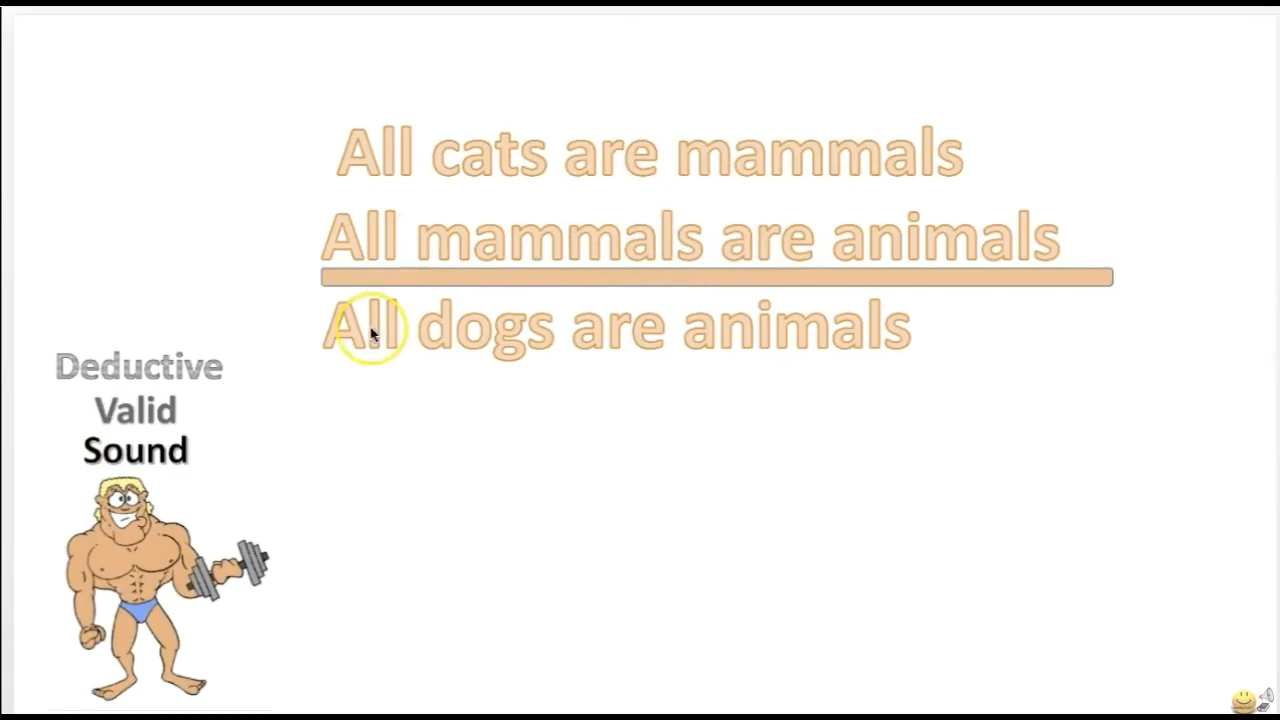 All cats are mammals
All mammals are animals
All dogs are animals
Deductive
Valid
Sound